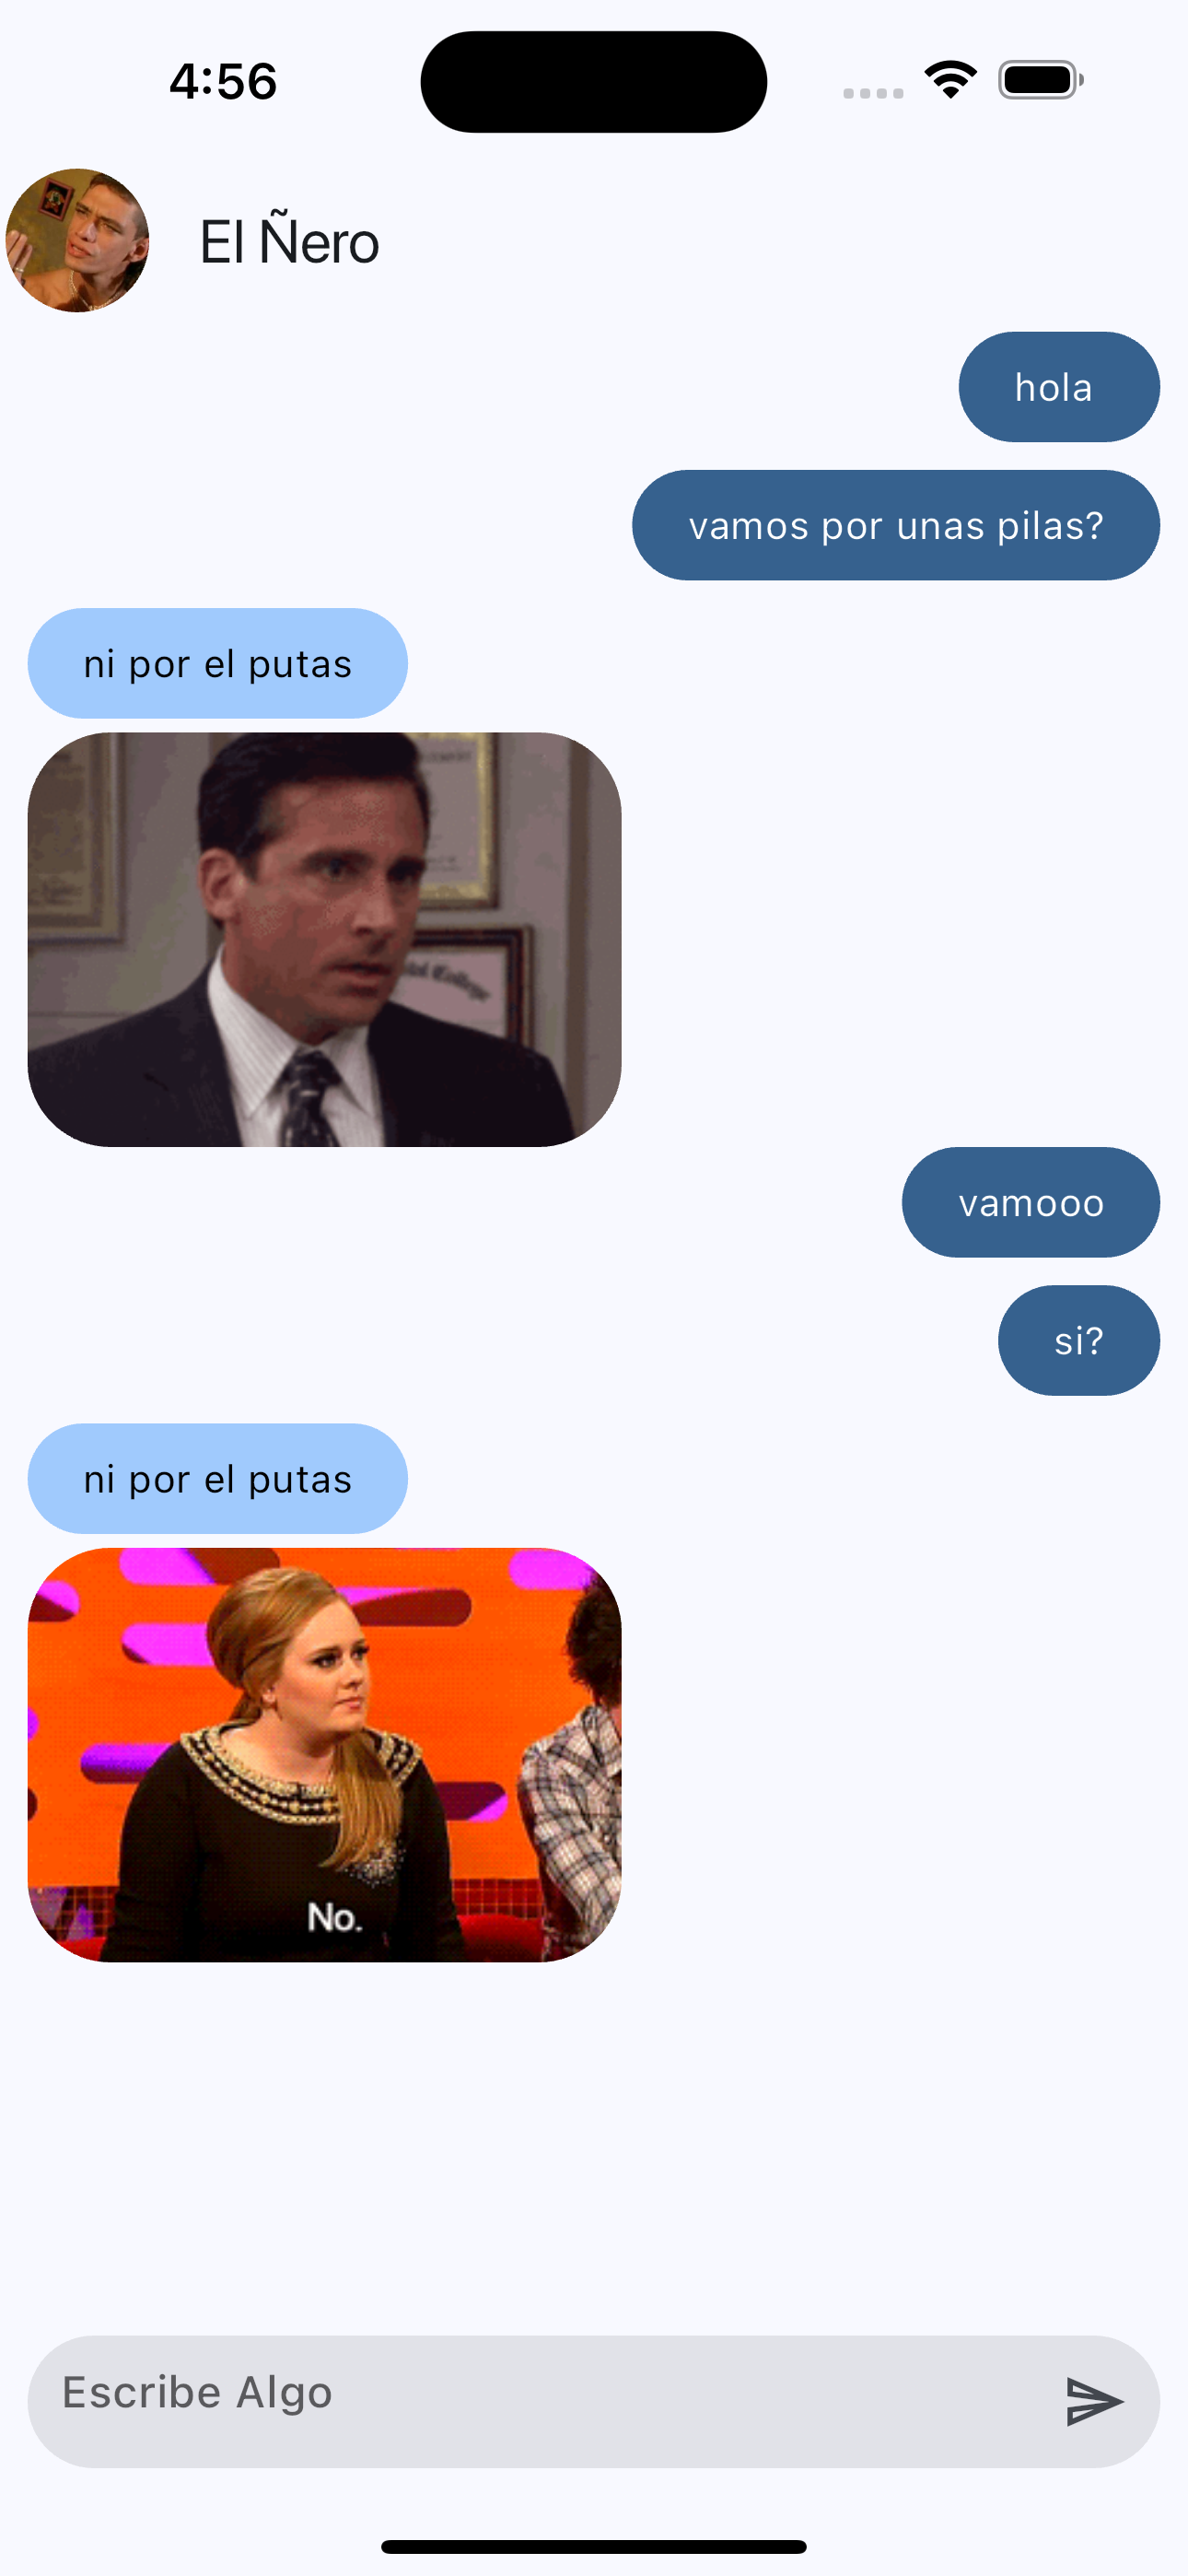 4:56
El Ñero
hola
vamos por unas pilas?
ni por el putas
vamooo
si?
ni por el putas
No.
Escribe Algo